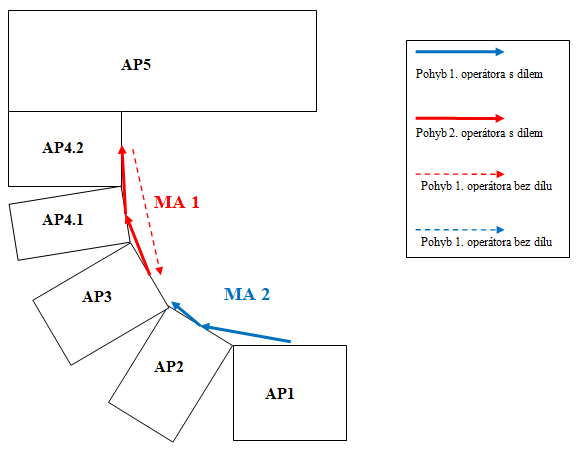 AP5
AP4.2
MA 1
AP4.1
AP3
MA 2
AP2
AP1
Pohyb 1. operátora s dílem
Pohyb 2. operátora s dílem
Pohyb 1. operátora bez dílu
Pohyb 1. operátora bez dílu